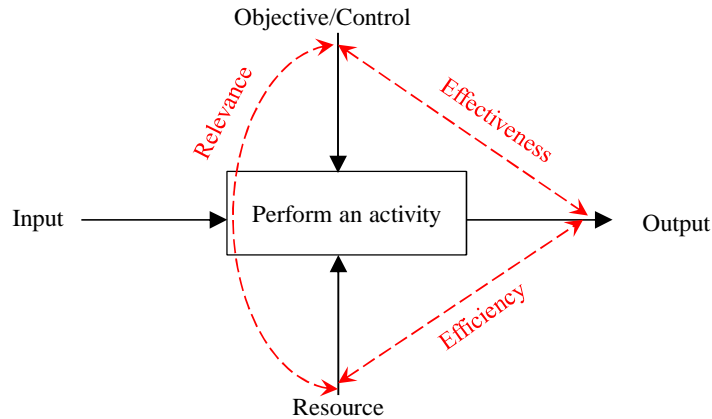 Objective/Control
Relevance
Effectiveness
Input
Perform an activity
Output
Efficiency
Resource